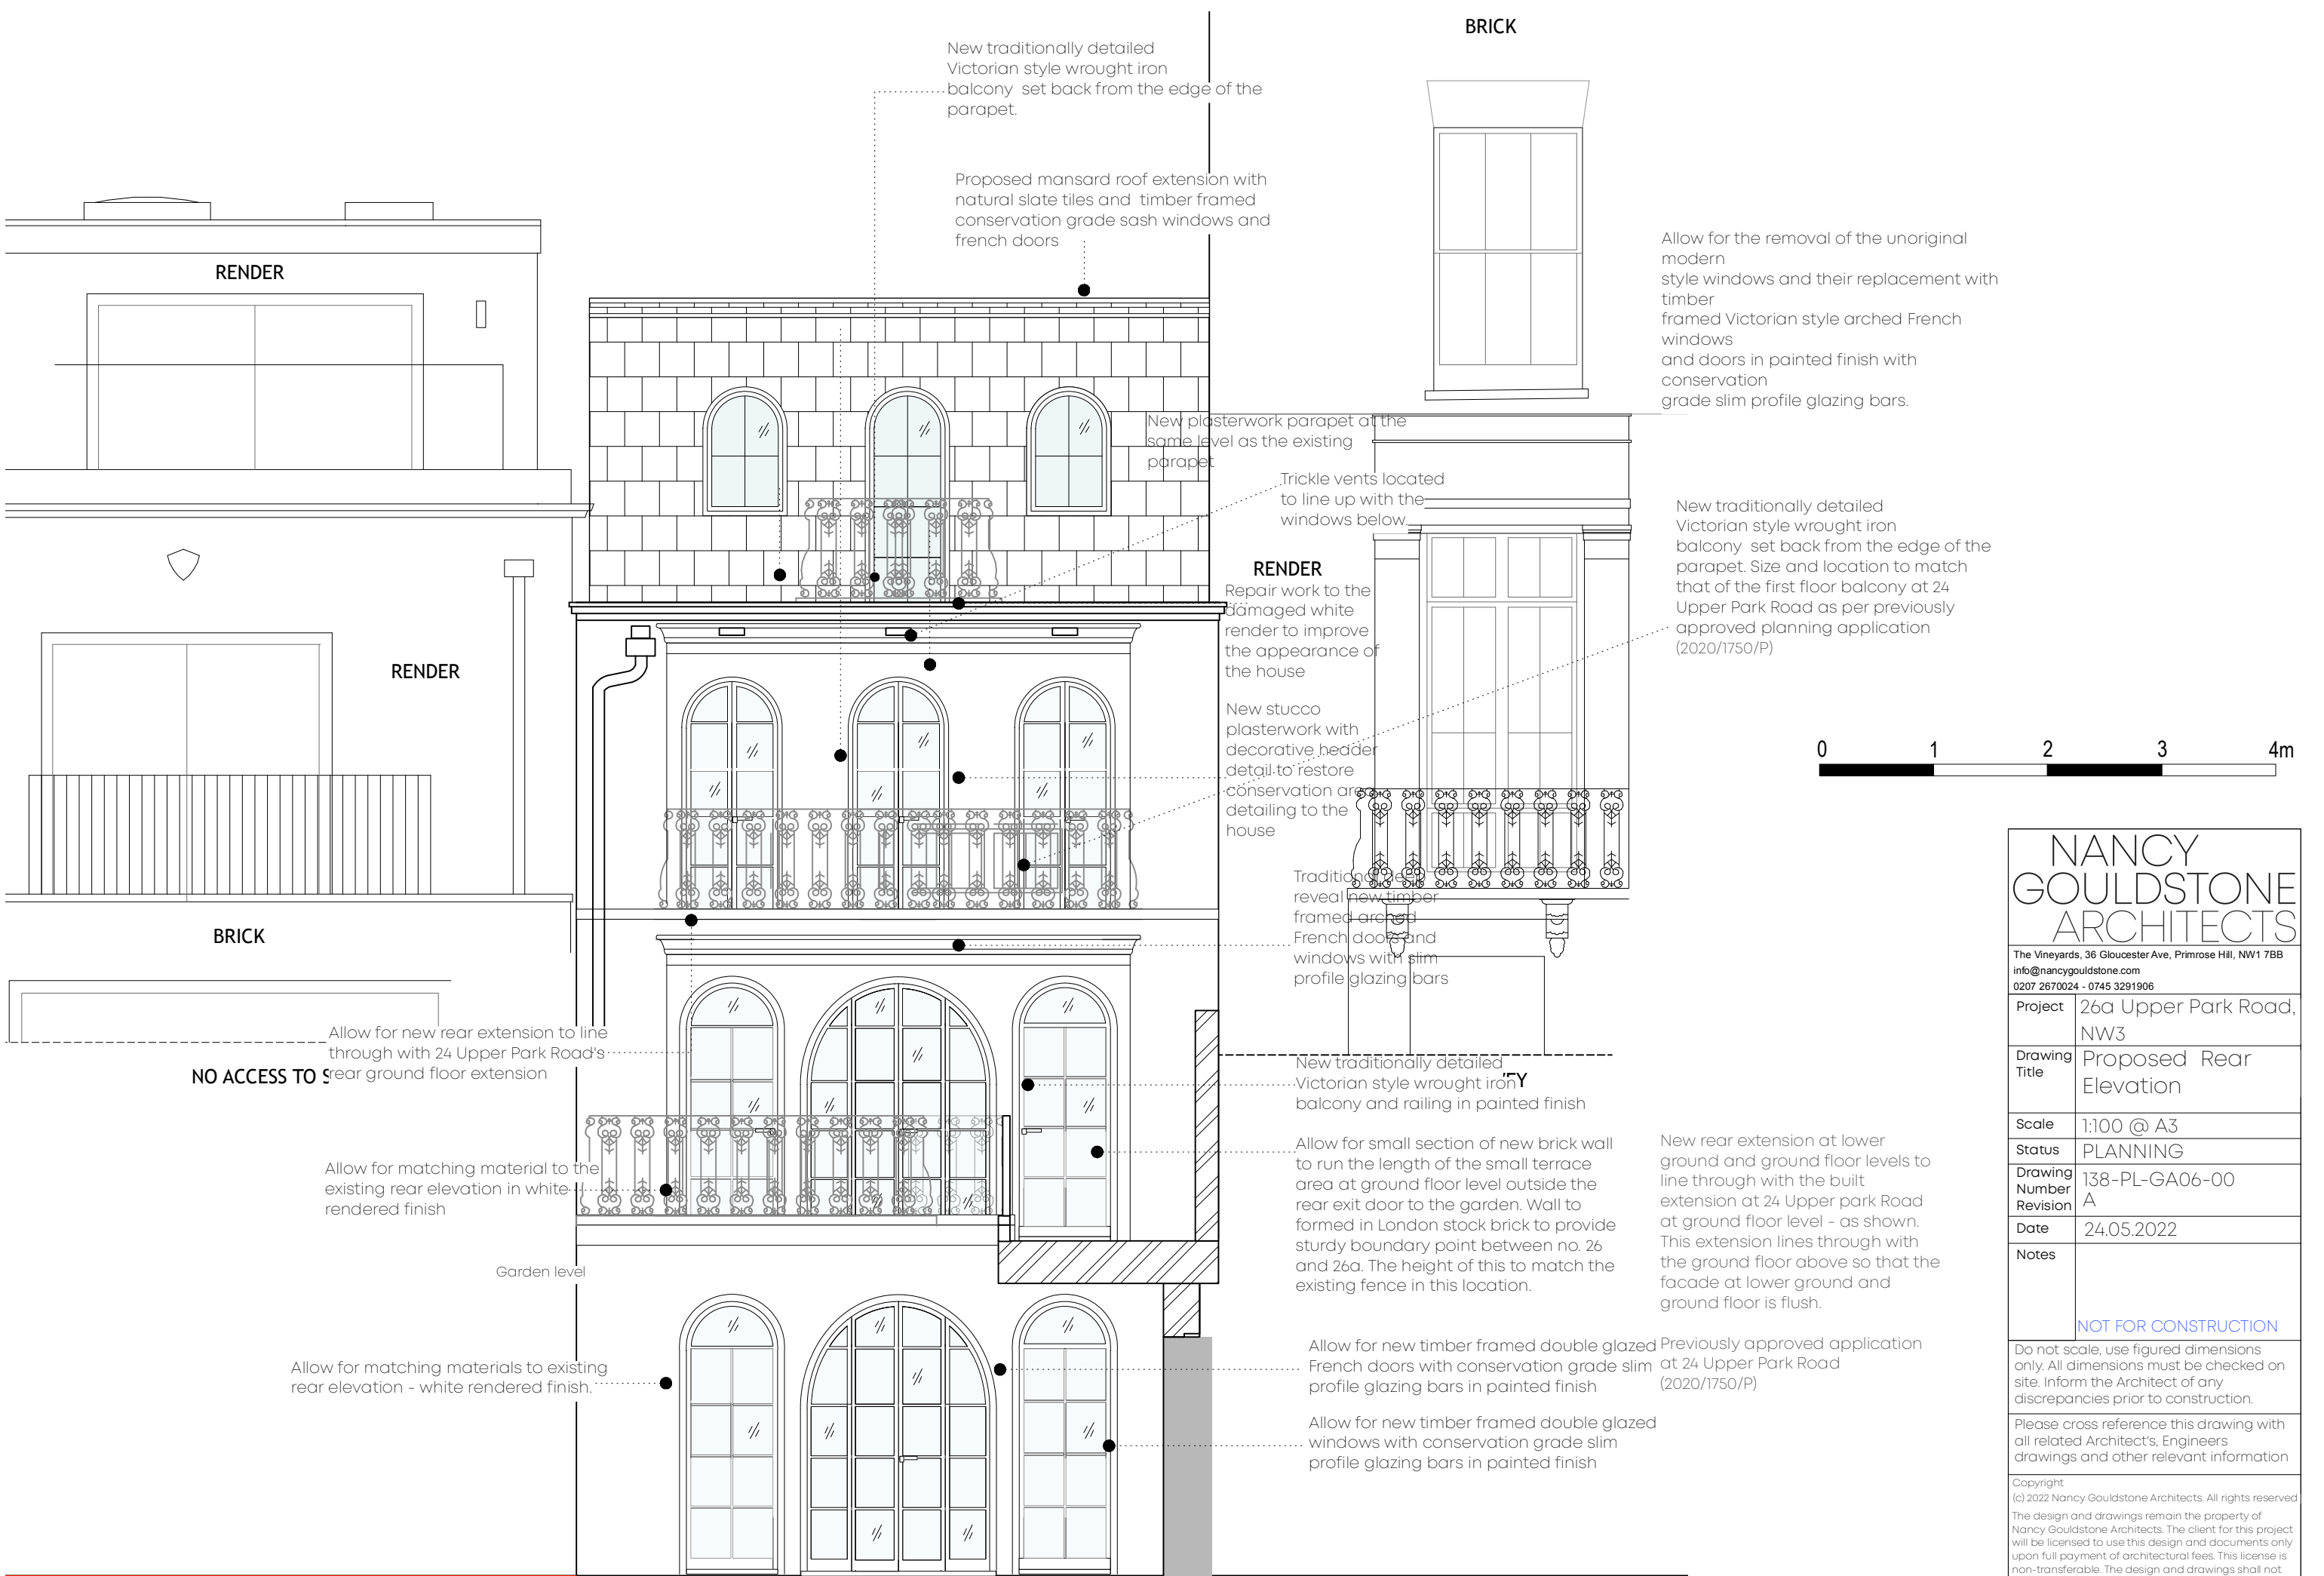 BRICK
New traditionally detailed
Victorian style wrought iron
balcony set back from the edge of the
parapet.
Proposed mansard roof extension with
natural slate tiles and timber framed
conservation grade sash windows and
french doors
Allow for the removal of the unoriginal
modern
style windows and their replacement with
timber
framed Victorian style arched French
windows
and doors in painted finish with
conservation
grade slim profile glazing bars.
RENDER
New plasterwork parapet at the
same level as the existing
parapet
Trickle vents located
to line up with the
windows below.
New traditionally detailed
Victorian style wrought iron
balcony set back from the edge of the
parapet. Size and location to match
that of the first floor balcony at 24
Upper Park Road as per previously
approved planning application
(2020/1750/P)
RENDER
Repair work to the
damaged white
render to improve
the appearance of
the house
RENDER
New stucco
plasterwork with
decorative header
detail to restore
conservation area
detailing to the
house
0 1 2 3 4m
Traditional deep
reveal new timber
framed arched
French doors and
windows with slim
profile glazing bars
BRICK
Allow for new rear extension to line
through with 24 Upper Park Road's
rear ground floor extension
NO ACCESS TO S
New traditionally detailed
Victorian style wrought iron
balcony and railing in painted finish
EY
Allow for matching material to the
existing rear elevation in white
rendered finish
Allow for small section of new brick wall
to run the length of the small terrace
area at ground floor level outside the
rear exit door to the garden. Wall to
formed in London stock brick to provide
sturdy boundary point between no. 26
and 26a. The height of this to match the
existing fence in this location.
New rear extension at lower
ground and ground floor levels to
line through with the built
extension at 24 Upper park Road
at ground floor level - as shown.
This extension lines through with
the ground floor above so that the
facade at lower ground and
ground floor is flush.
Previously approved application
at 24 Upper Park Road
(2020/1750/P)
Garden level
Allow for matching materials to existing
rear elevation - white rendered finish.
Allow for new timber framed double glazed
French doors with conservation grade slim
profile glazing bars in painted finish
Allow for new timber framed double glazed
windows with conservation grade slim
profile glazing bars in painted finish
NANCY
GOULDSTONE
ARCHITECTS
The Vineyards, 36 Gloucester Ave, Primrose Hill, NW1 7BB
info@nancygouldstone.com
0207 2670024 - 0745 3291906
Project 26a Upper Park Road,
NW3
Drawing Title Proposed Rear
Elevation
Scale 1:100 @ A3
Status PLANNING
Drawing Number 138-PL-GA06-00
Revision A
Date 24.05.2022
Notes
NOT FOR CONSTRUCTION
Do not scale, use figured dimensions
only. All dimensions must be checked on
site. Inform the Architect of any
discrepancies prior to construction.
Please cross reference this drawing with
all related Architect's, Engineers
drawings and other relevant information
Copyright
(c) 2022 Nancy Gouldstone Architects. All rights reserved
The design and drawings remain the property of
Nancy Gouldstone Architects. The client for this project
will be licensed to use this design and documents only
upon full payment of architectural fees. This license is
non-transferable. The design and drawings shall not